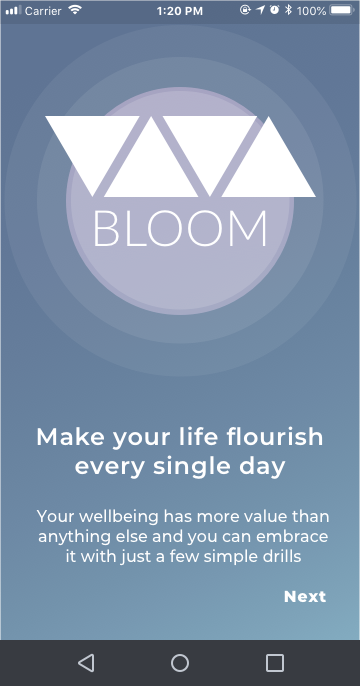 Carrier 1:20 PM 100%
BLOOM
Make your life flourish
every single day
Your wellbeing has more value than
anything else and you can embrace
it with just a few simple drills
Next